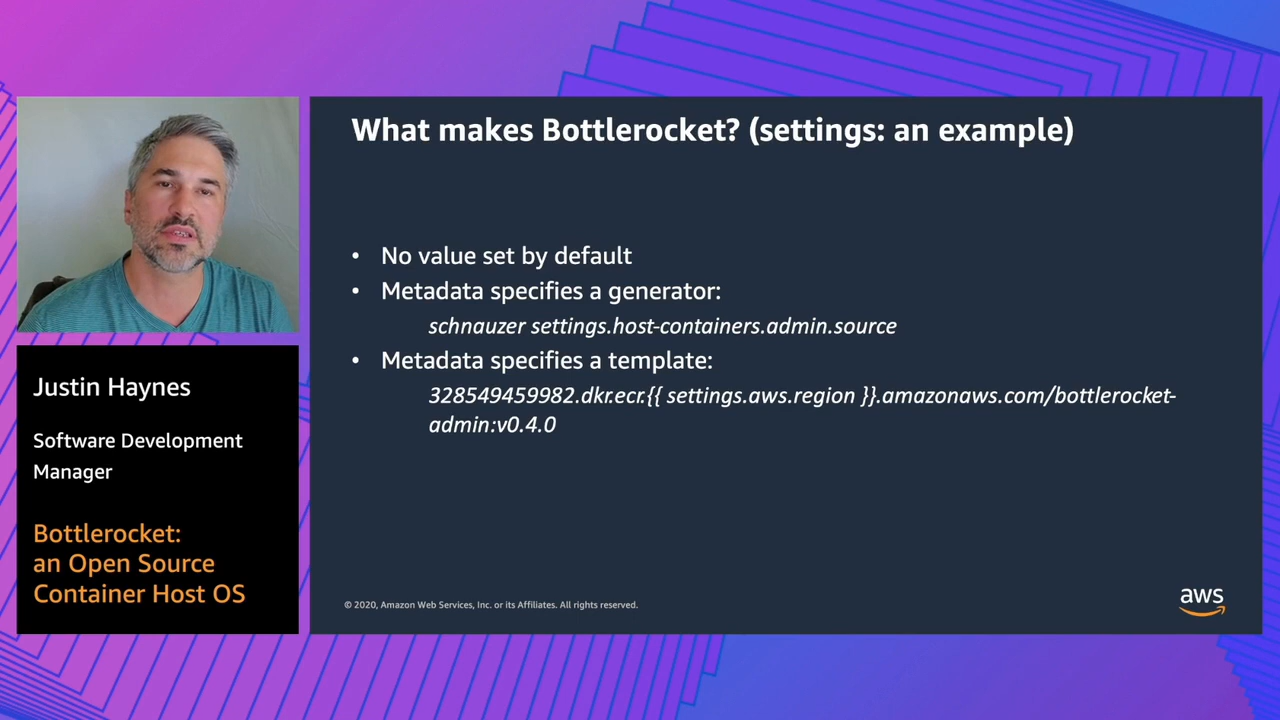 What makes Bottlerocket? (settings: an example)
• No value set by default
• Metadata specifies a generator:
schnauzer settings.host-containers.admin.source
• Metadata specifies a template:
328549459982.dkr.ecr.{{ settings.aws.region }}.amazonaws.com/bottlerocket-
admin:v0.4.0
Justin Haynes
Software Development
Manager
Bottlerocket:
an Open Source
Container Host OS
© 2020, Amazon Web Services, Inc. or its Affiliates. All rights reserved.
aws